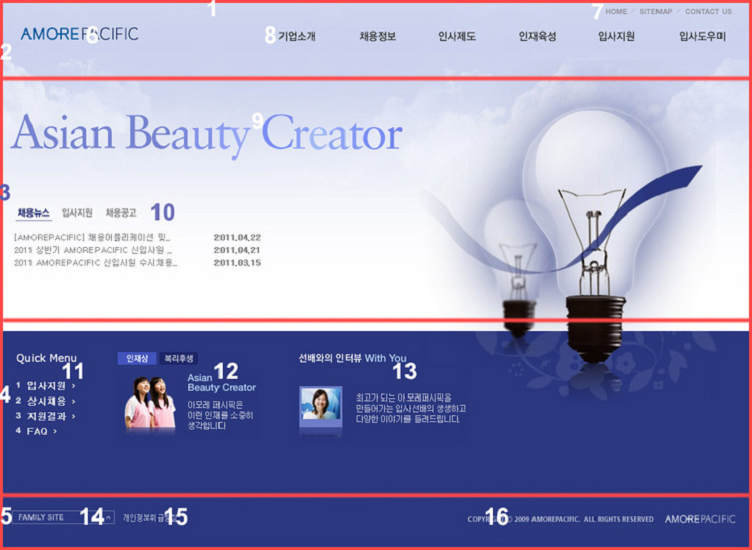 1
7 HOME SITEMAP CONTACT US
AMOREPACIFIC
6
2
8 기업소개 채용정보 인사제도 인재육성 입사지원 입사도우미
Asian Beauty Creator
9
3
채용뉴스 입사지원 채용공고 10
[AMOREPACIFIC] 채용어플리케이션 및... 2011.04.22
2011 상반기 AMOREPACIFIC 신입사원 ... 2011.04.21
2011 AMOREPACIFIC 신입사원 수시채용... 2011.03.15
Quick Menu
11
4
1 입사지원 >
2 상시채용 >
3 지원결과 >
4 FAQ >
인재상 복리후생
12
Asian
Beauty Creator
아모레 퍼시픽은
이런 인재를 소중히
생각합니다
선배와의 인터뷰 With You
13
최고가 되는 아모레퍼시픽을
만들어가는 입사선배의 생생하고
다양한 이야기를 들려드립니다.
5 FAMILY SITE 14 개인정보취급 15
COPYRIGHT © 2009 AMOREPACIFIC. ALL RIGHTS RESERVED AMOREPACIFIC
16